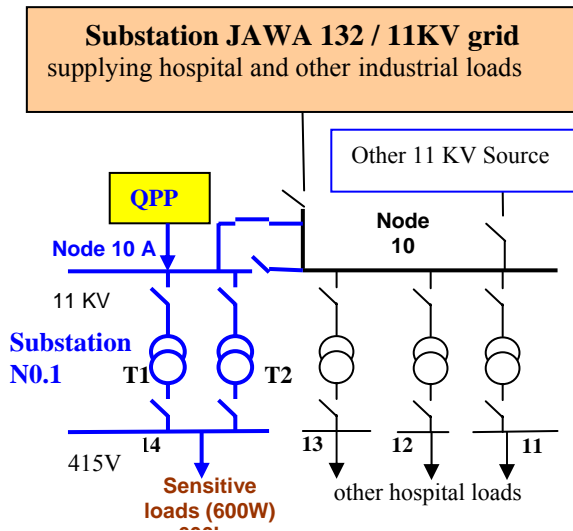 Substation JAWA 132 / 11KV grid
supplying hospital and other industrial loads
Other 11 KV Source
QPP
Node
10
Node 10 A
11 KV
Substation
N0.1
T1
T2
14
13
12
11
415V
Sensitive
loads (600W)
other hospital loads